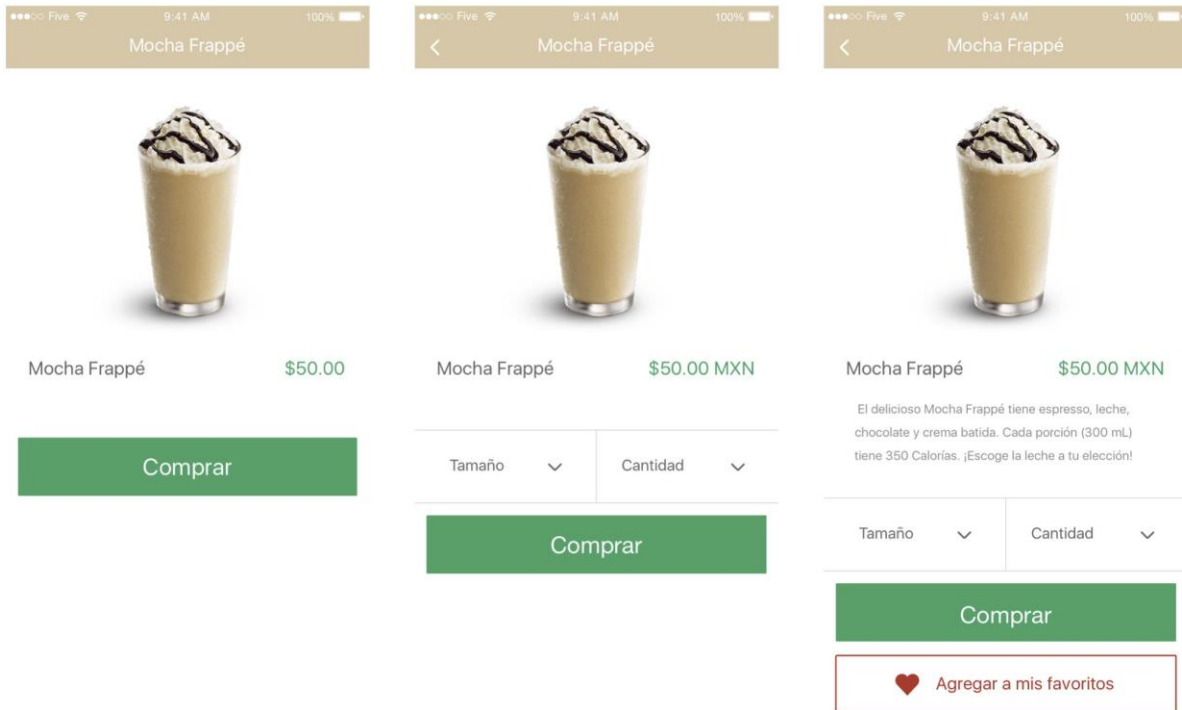 ●●●○○ Five 9:41 AM 100%
Mocha Frappé
Mocha Frappé $50.00
Comprar
●●●○○ Five 9:41 AM 100%
Mocha Frappé
Mocha Frappé $50.00 MXN
Tamaño Cantidad
Comprar
●●●○○ Five 9:41 AM 100%
Mocha Frappé
Mocha Frappé $50.00 MXN
El delicioso Mocha Frappé tiene espresso, leche,
chocolate y crema batida. Cada porción (300 mL)
tiene 350 Calorías. ¡Escoge la leche a tu elección!
Tamaño Cantidad
Comprar
Agregar a mis favoritos